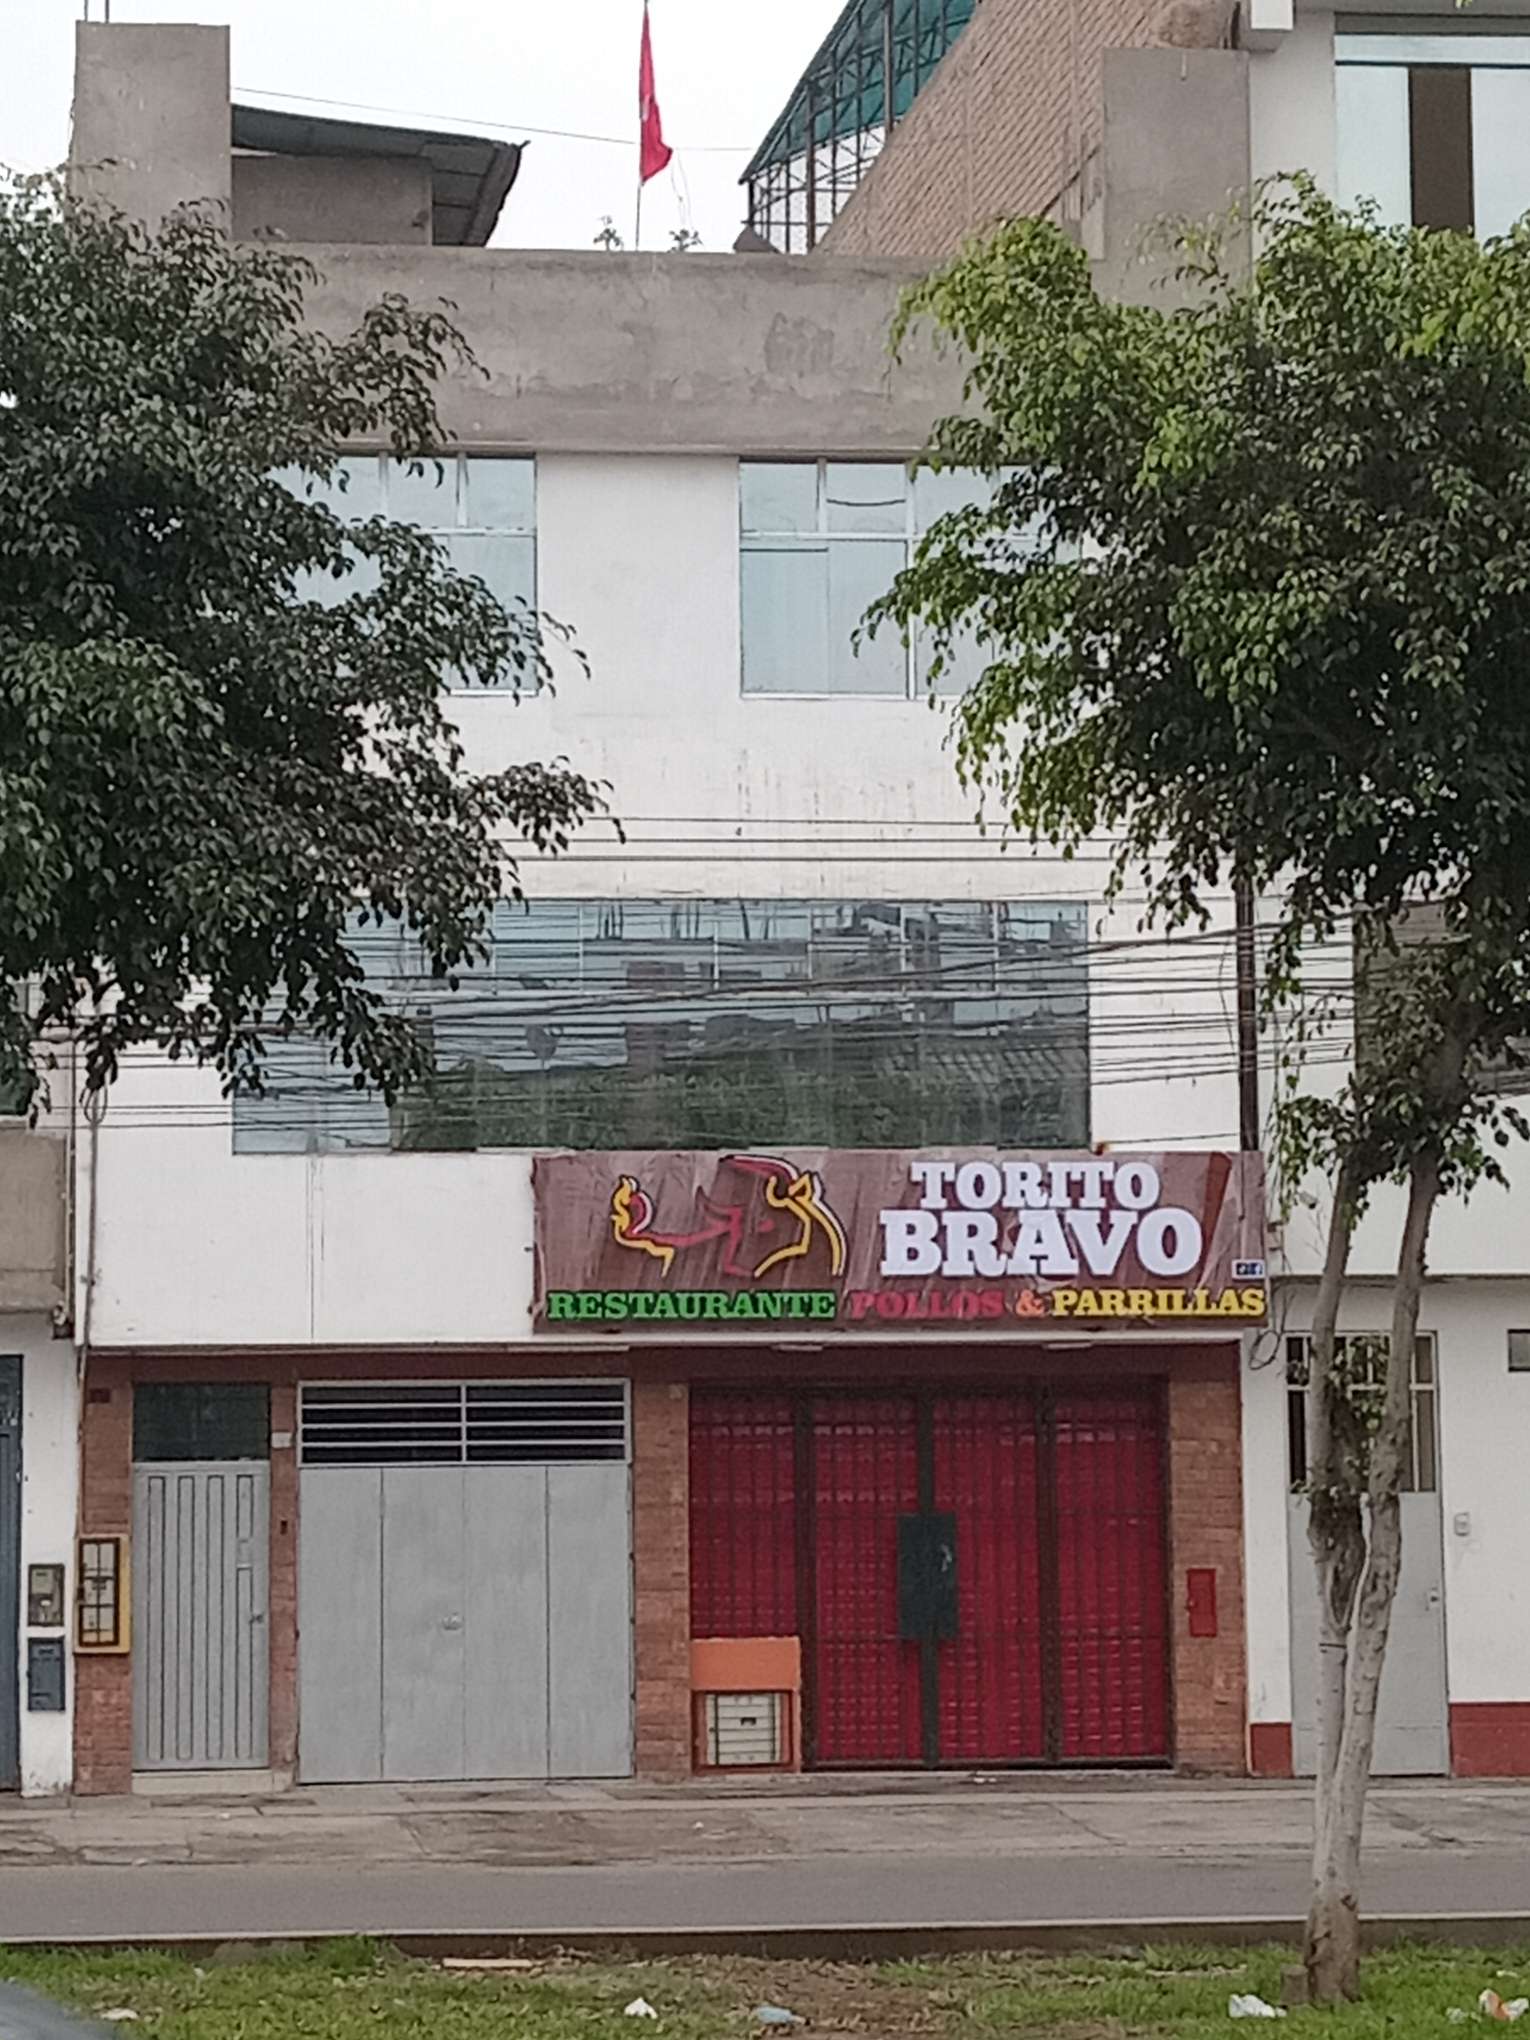 TORITO
BRAVO
RESTAURANTE POLLOS & PARRILLAS